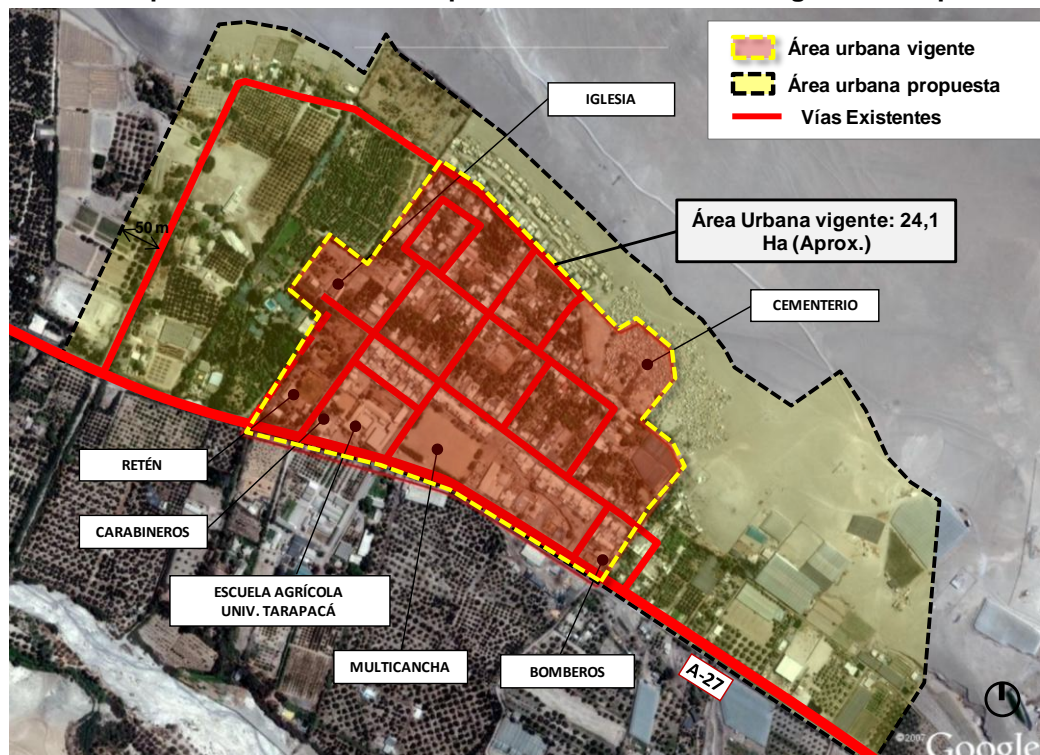 Área urbana vigente
Área urbana propuesta
Vías Existentes
IGLESIA
Área Urbana vigente: 24,1
Ha (Aprox.)
50 m
CEMENTERIO
RETÉN
CARABINEROS
ESCUELA AGRÍCOLA
UNIV. TARAPACÁ
MULTICANCHA
BOMBEROS
A-27
©2007 Google